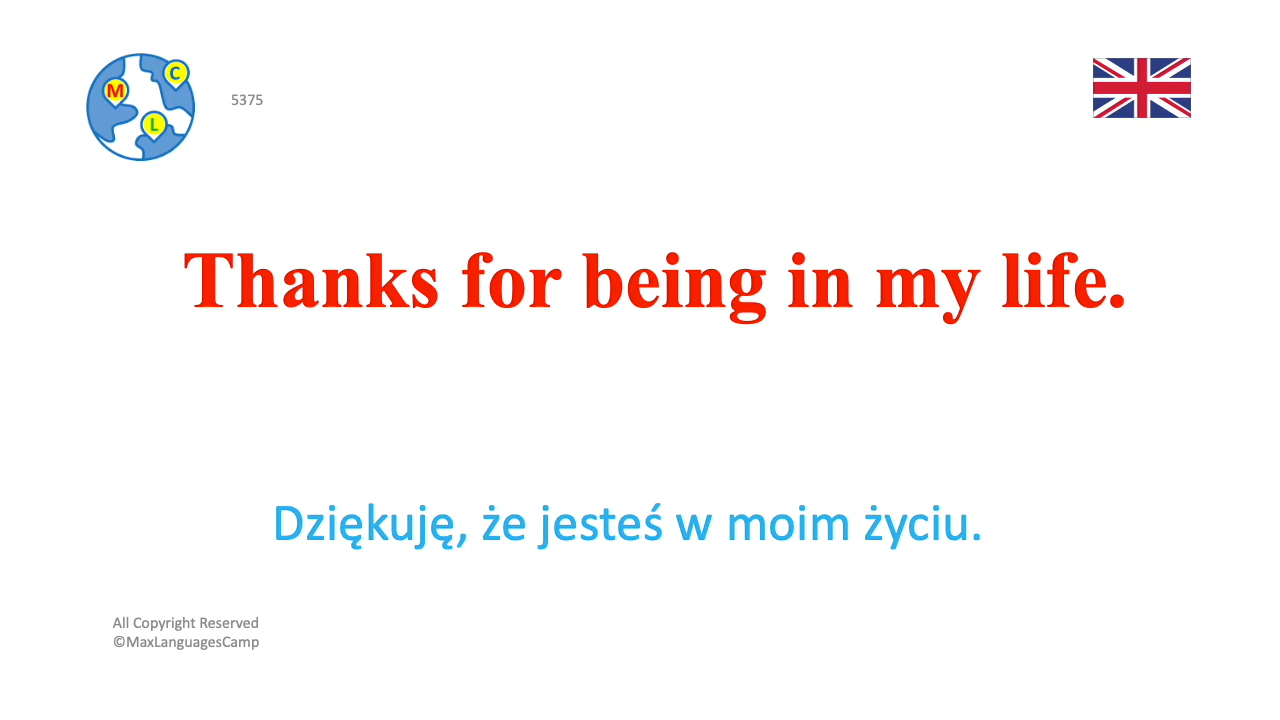 M
C
L
5375
Thanks for being in my life.
Dziękuję, że jesteś w moim życiu.
All Copyright Reserved
©MaxLanguagesCamp